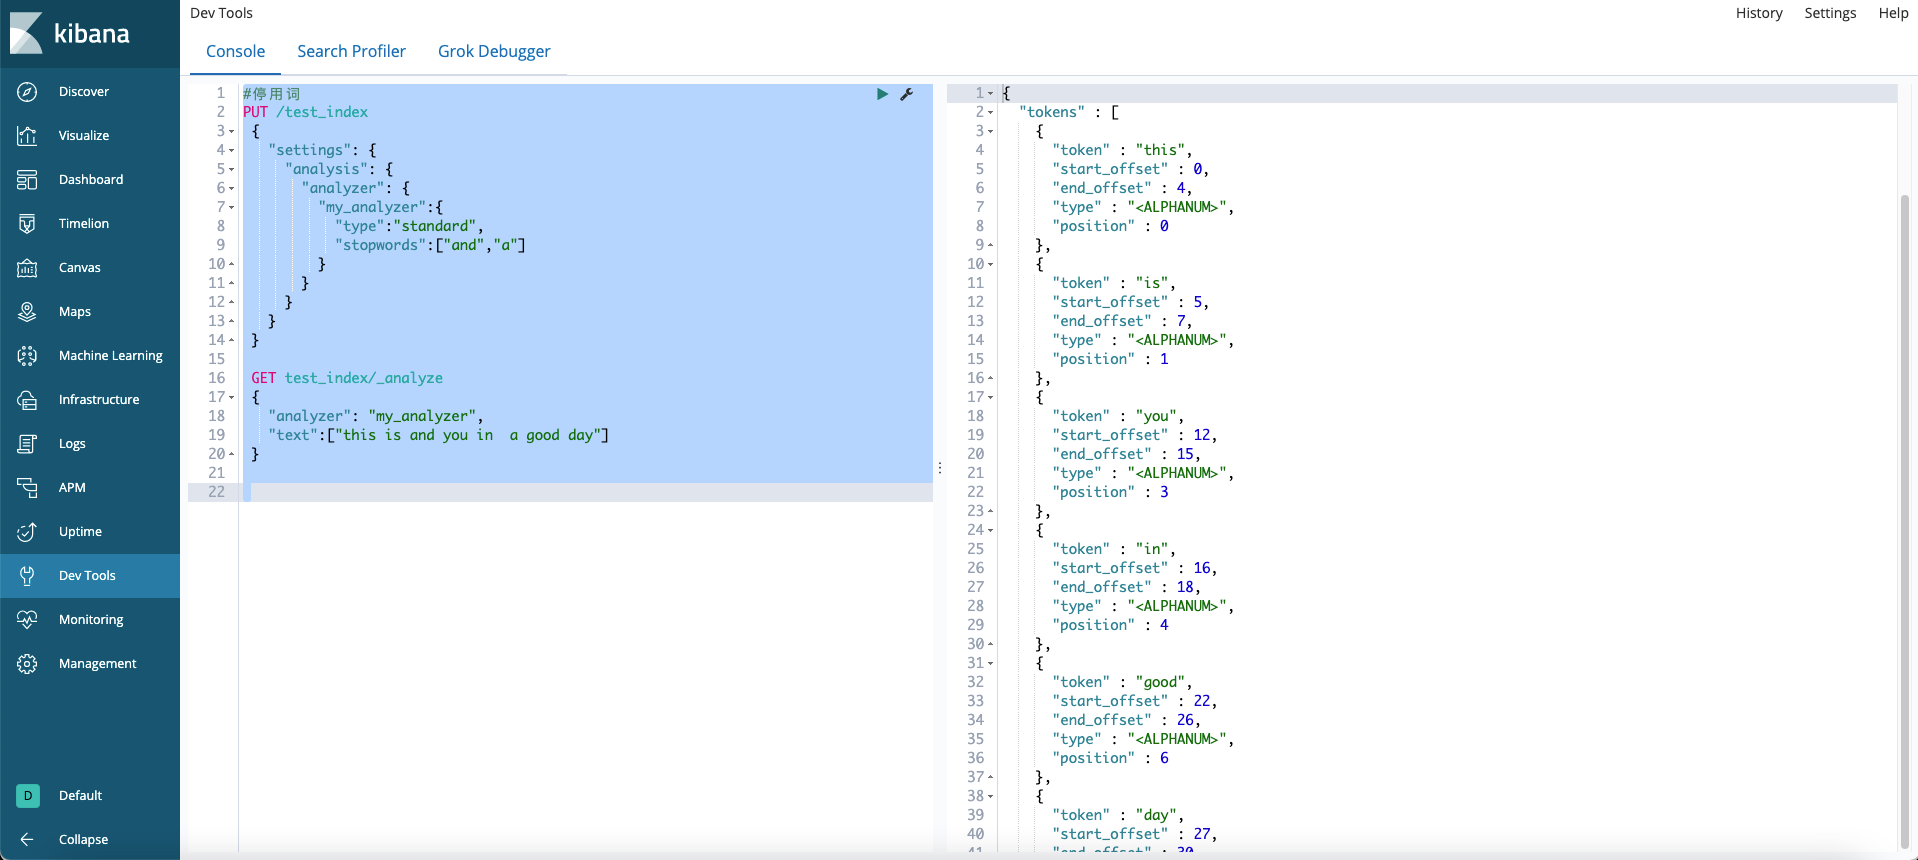 kibana
Discover
Visualize
Dashboard
Timelion
Canvas
Maps
Machine Learning
Infrastructure
Logs
APM
Uptime
Dev Tools
Monitoring
Management
D Default
Collapse
Dev Tools
History Settings Help
Console Search Profiler Grok Debugger
1 #停用词
2 PUT /test_index
3 {
4 "settings": {
5 "analysis": {
6 "analyzer": {
7 "my_analyzer":{
8 "type":"standard",
9 "stopwords":["and","a"]
10 }
11 }
12 }
13 }
14 }
15
16 GET test_index/_analyze
17 {
18 "analyzer": "my_analyzer",
19 "text":["this is and you in  a good day"]
20 }
21
22
1 {
2 "tokens" : [
3 {
4 "token" : "this",
5 "start_offset" : 0,
6 "end_offset" : 4,
7 "type" : "<ALPHANUM>",
8 "position" : 0
9 },
10 {
11 "token" : "is",
12 "start_offset" : 5,
13 "end_offset" : 7,
14 "type" : "<ALPHANUM>",
15 "position" : 1
16 },
17 {
18 "token" : "you",
19 "start_offset" : 12,
20 "end_offset" : 15,
21 "type" : "<ALPHANUM>",
22 "position" : 3
23 },
24 {
25 "token" : "in",
26 "start_offset" : 16,
27 "end_offset" : 18,
28 "type" : "<ALPHANUM>",
29 "position" : 4
30 },
31 {
32 "token" : "good",
33 "start_offset" : 22,
34 "end_offset" : 26,
35 "type" : "<ALPHANUM>",
36 "position" : 6
37 },
38 {
39 "token" : "day",
40 "start_offset" : 27,
41 "end_offset" : 30